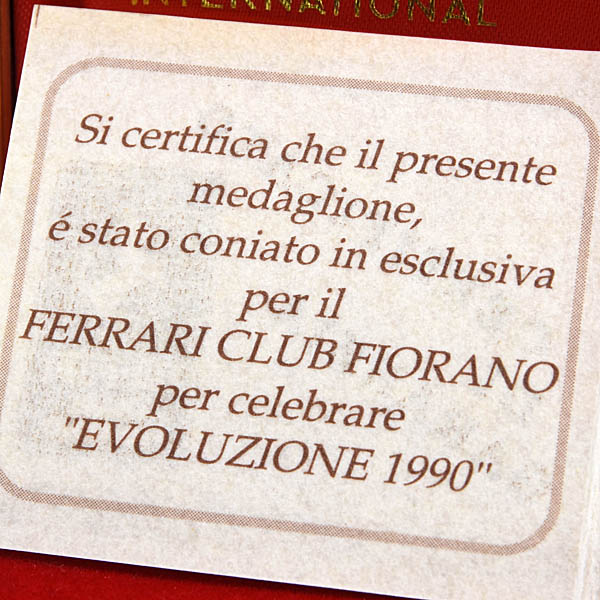 INTERNATIONAL
Si certifica che il presente
medaglione,
é stato coniato in esclusiva
per il
FERRARI CLUB FIORANO
per celebrare
"EVOLUZIONE 1990"